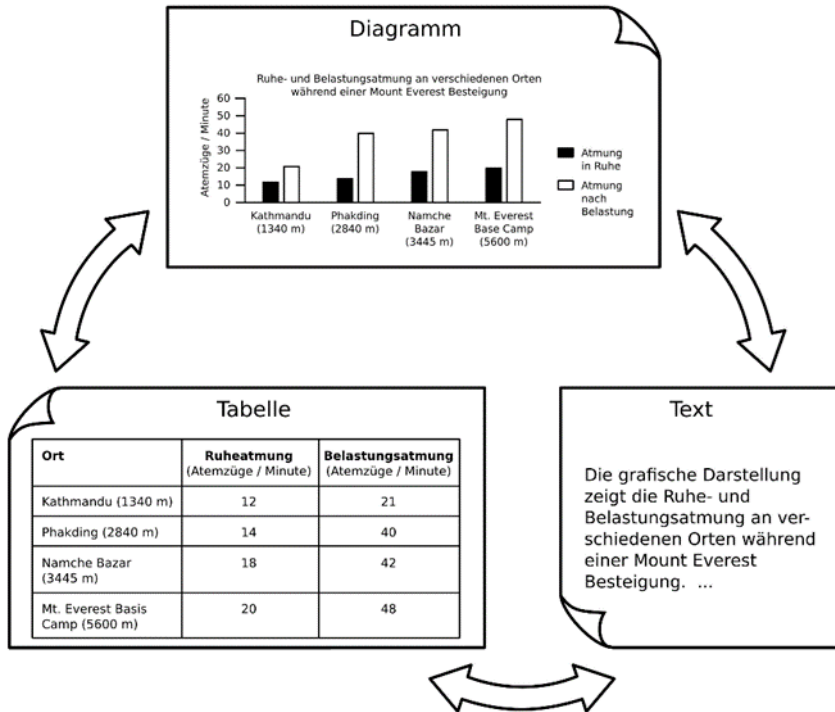 Diagramm
Ruhe- und Belastungsatmung an verschiedenen Orten
während einer Mount Everest Besteigung
Atemzüge / Minute
60
50
40
30
20
10
0
Kathmandu
(1340 m)
Phakding
(2840 m)
Namche
Bazar
(3445 m)
Mt. Everest
Base Camp
(5600 m)
Atmung
in Ruhe
Atmung
nach
Belastung
Tabelle
Ort Ruheatmung Belastungsatmung
(Atemzüge / Minute) (Atemzüge / Minute)
Kathmandu (1340 m) 12 21
Phakding (2840 m) 14 40
Namche Bazar 18 42
(3445 m)
Mt. Everest Basis 20 48
Camp (5600 m)
Text
Die grafische Darstellung
zeigt die Ruhe- und
Belastungsatmung an ver-
schiedenen Orten während
einer Mount Everest
Besteigung. ...